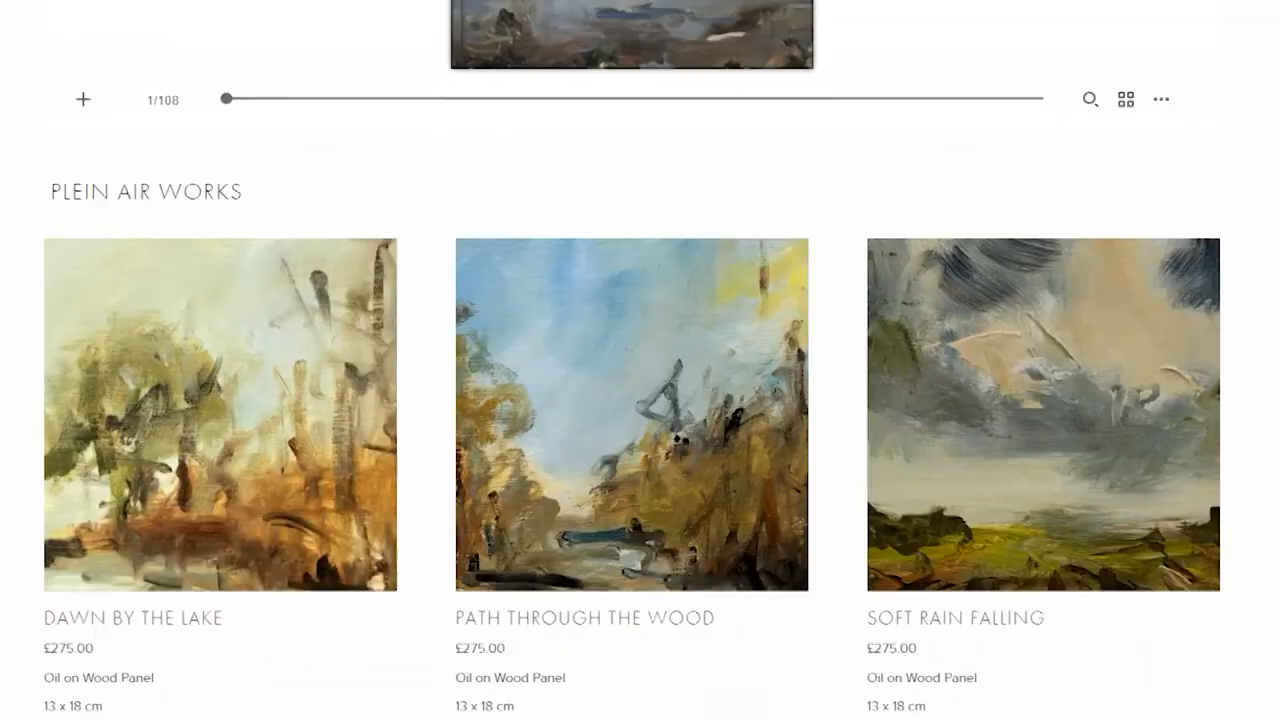 1/108
PLEIN AIR WORKS
DAWN BY THE LAKE
£275.00
Oil on Wood Panel
13 x 18 cm
PATH THROUGH THE WOOD
£275.00
Oil on Wood Panel
13 x 18 cm
SOFT RAIN FALLING
£275.00
Oil on Wood Panel
13 x 18 cm